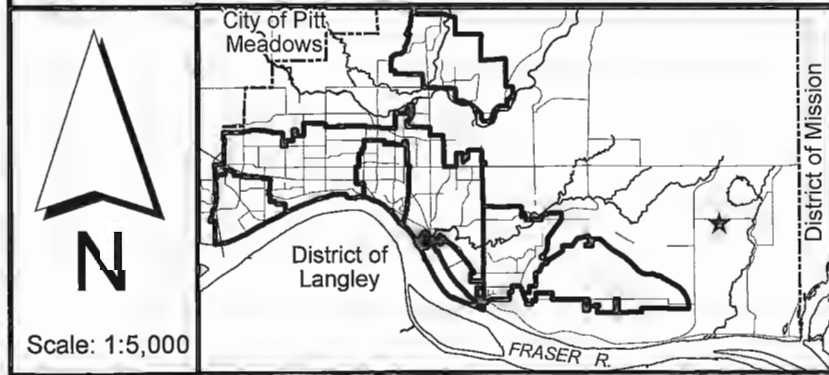 City of Pitt
Meadows
District of Mission
District of
Langley
N
Scale: 1:5,000
FRASER R.